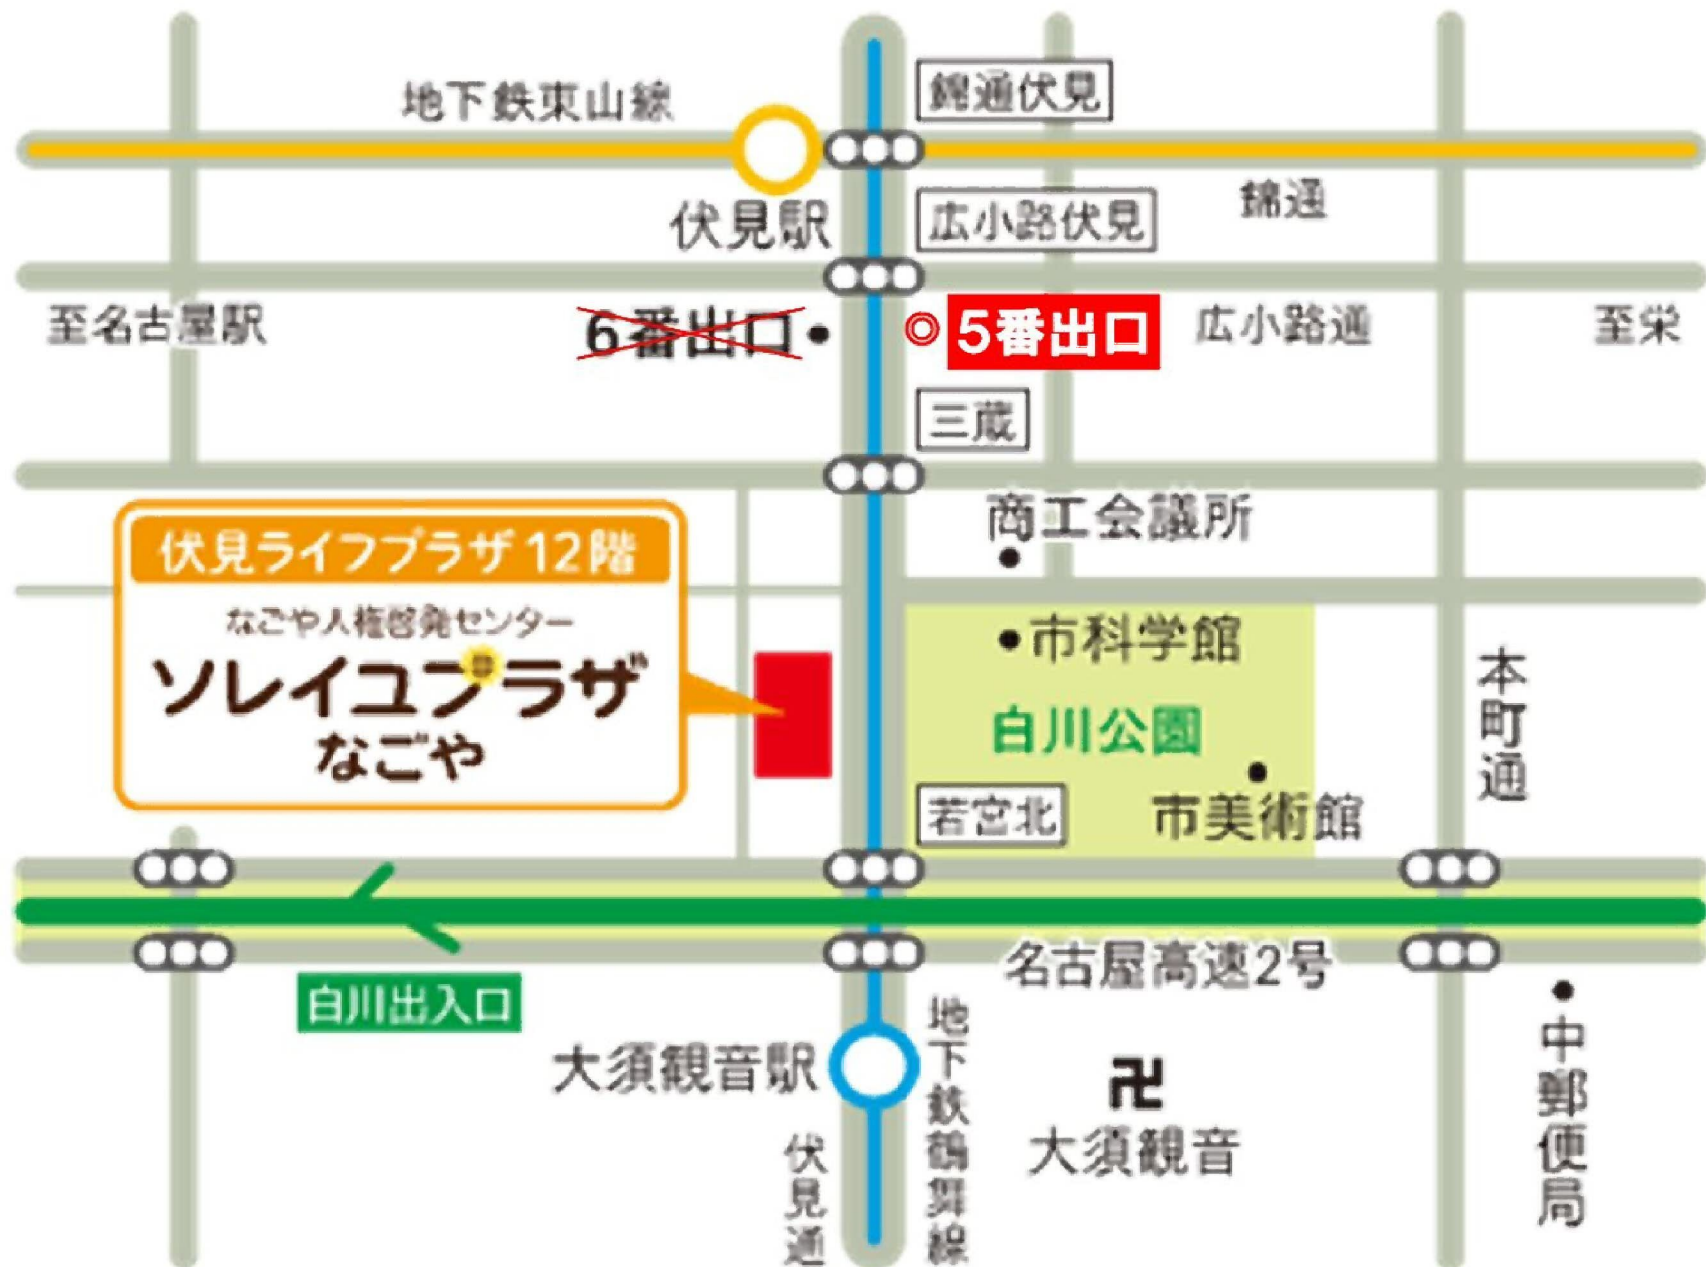 地下鉄東山線
錦通伏見
伏見駅
広小路伏見
錦通
至名古屋駅
6番出口
5番出口
広小路通
至栄
三蔵
商工会議所
伏見ライフプラザ12階
なごや人権啓発センター
ソレイユプラザ
なごや
市科学館
白川公園
本町通
若宮北
市美術館
名古屋高速2号
白川出入口
大須観音駅
地下鉄鶴舞線
伏見通
卍
大須観音
中郵便局